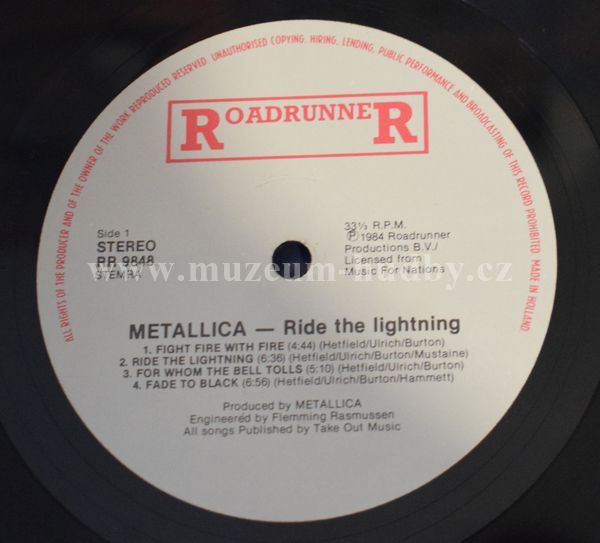 ALL RIGHTS OF THE PRODUCER AND OF THE OWNER OF THE WORK REPRODUCED RESERVED UNAUTHORISED COPYING, HIRING, LENDING, PUBLIC PERFORMANCE AND BROADCASTING OF THIS RECORD PROHIBITED MADE IN HOLLAND
ROADRUNNER
Side 1
STEREO
RR 9848
STEMRA
33⅓ R.P.M.
Ⓟ 1984 Roadrunner
Productions B.V./
Licensed from
Music For Nations
www.muzeum-hudby.cz
METALLICA — Ride the lightning
1. FIGHT FIRE WITH FIRE (4:44) (Hetfield/Ulrich/Burton)
2. RIDE THE LIGHTNING (6:36) (Hetfield/Ulrich/Burton/Mustaine)
3. FOR WHOM THE BELL TOLLS (5:10) (Hetfield/Ulrich/Burton)
4. FADE TO BLACK (6:56) (Hetfield/Ulrich/Burton/Hammett)
Produced by METALLICA
Engineered by Flemming Rasmussen
All songs Published by Take Out Music